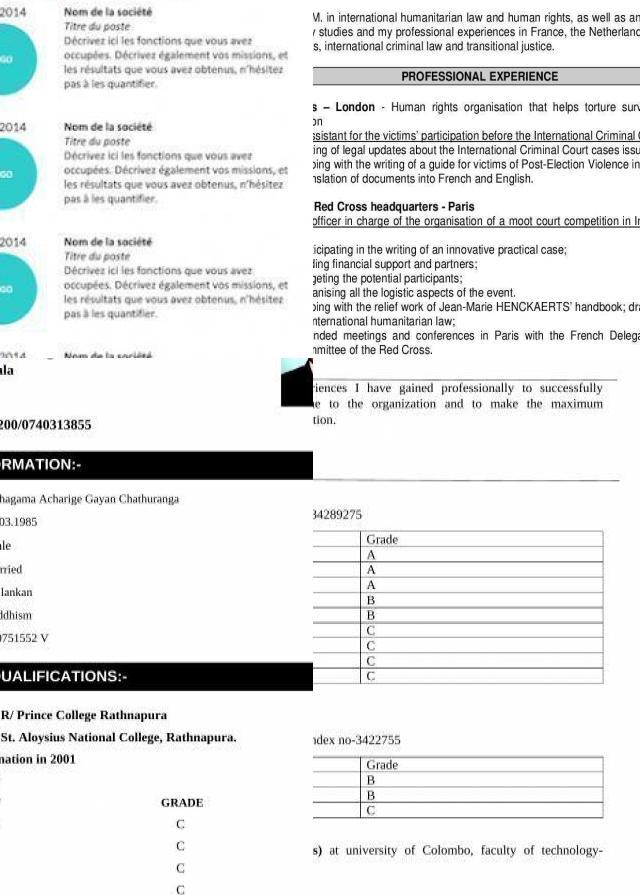 2014 Nom de la société
Titre du poste
Décrivez ici les fonctions que vous avez
GO occupées. Décrivez également vos missions, et
les résultats que vous avez obtenus, n'hésitez
pas à les quantifier.
2014 Nom de la société
Titre du poste
Décrivez ici les fonctions que vous avez
GO occupées. Décrivez également vos missions, et
les résultats que vous avez obtenus, n'hésitez
pas à les quantifier.
2014 Nom de la société
Titre du poste
Décrivez ici les fonctions que vous avez
GO occupées. Décrivez également vos missions, et
les résultats que vous avez obtenus, n'hésitez
pas à les quantifier.
2014 Nom de la société
M. in international humanitarian law and human rights, as well as an
y studies and my professional experiences in France, the Netherland
s, international criminal law and transitional justice.
PROFESSIONAL EXPERIENCE
s – London - Human rights organisation that helps torture surv
on
ssistant for the victims' participation before the International Criminal C
ing of legal updates about the International Criminal Court cases issu
ping with the writing of a guide for victims of Post-Election Violence in
nslation of documents into French and English.
Red Cross headquarters - Paris
officer in charge of the organisation of a moot court competition in In
icipating in the writing of an innovative practical case;
ding financial support and partners;
geting the potential participants;
anising all the logistic aspects of the event.
ping with the relief work of Jean-Marie HENCKAERTS' handbook; dra
nternational humanitarian law;
nded meetings and conferences in Paris with the French Delega
mmittee of the Red Cross.
ala
200/0740313855
ORMATION:-
hagama Acharige Gayan Chathuranga
03.1985
ale
rried
lankan
ddhism
0751552 V
QUALIFICATIONS:-
R/ Prince College Rathnapura
St. Aloysius National College, Rathnapura.
nation in 2001
GRADE
C
C
C
C
riences I have gained professionally to successfully
e to the organization and to make the maximum
tion.
34289275
Grade
A
A
A
B
B
C
C
C
C
ndex no-3422755
Grade
B
B
C
s) at university of Colombo, faculty of technology-